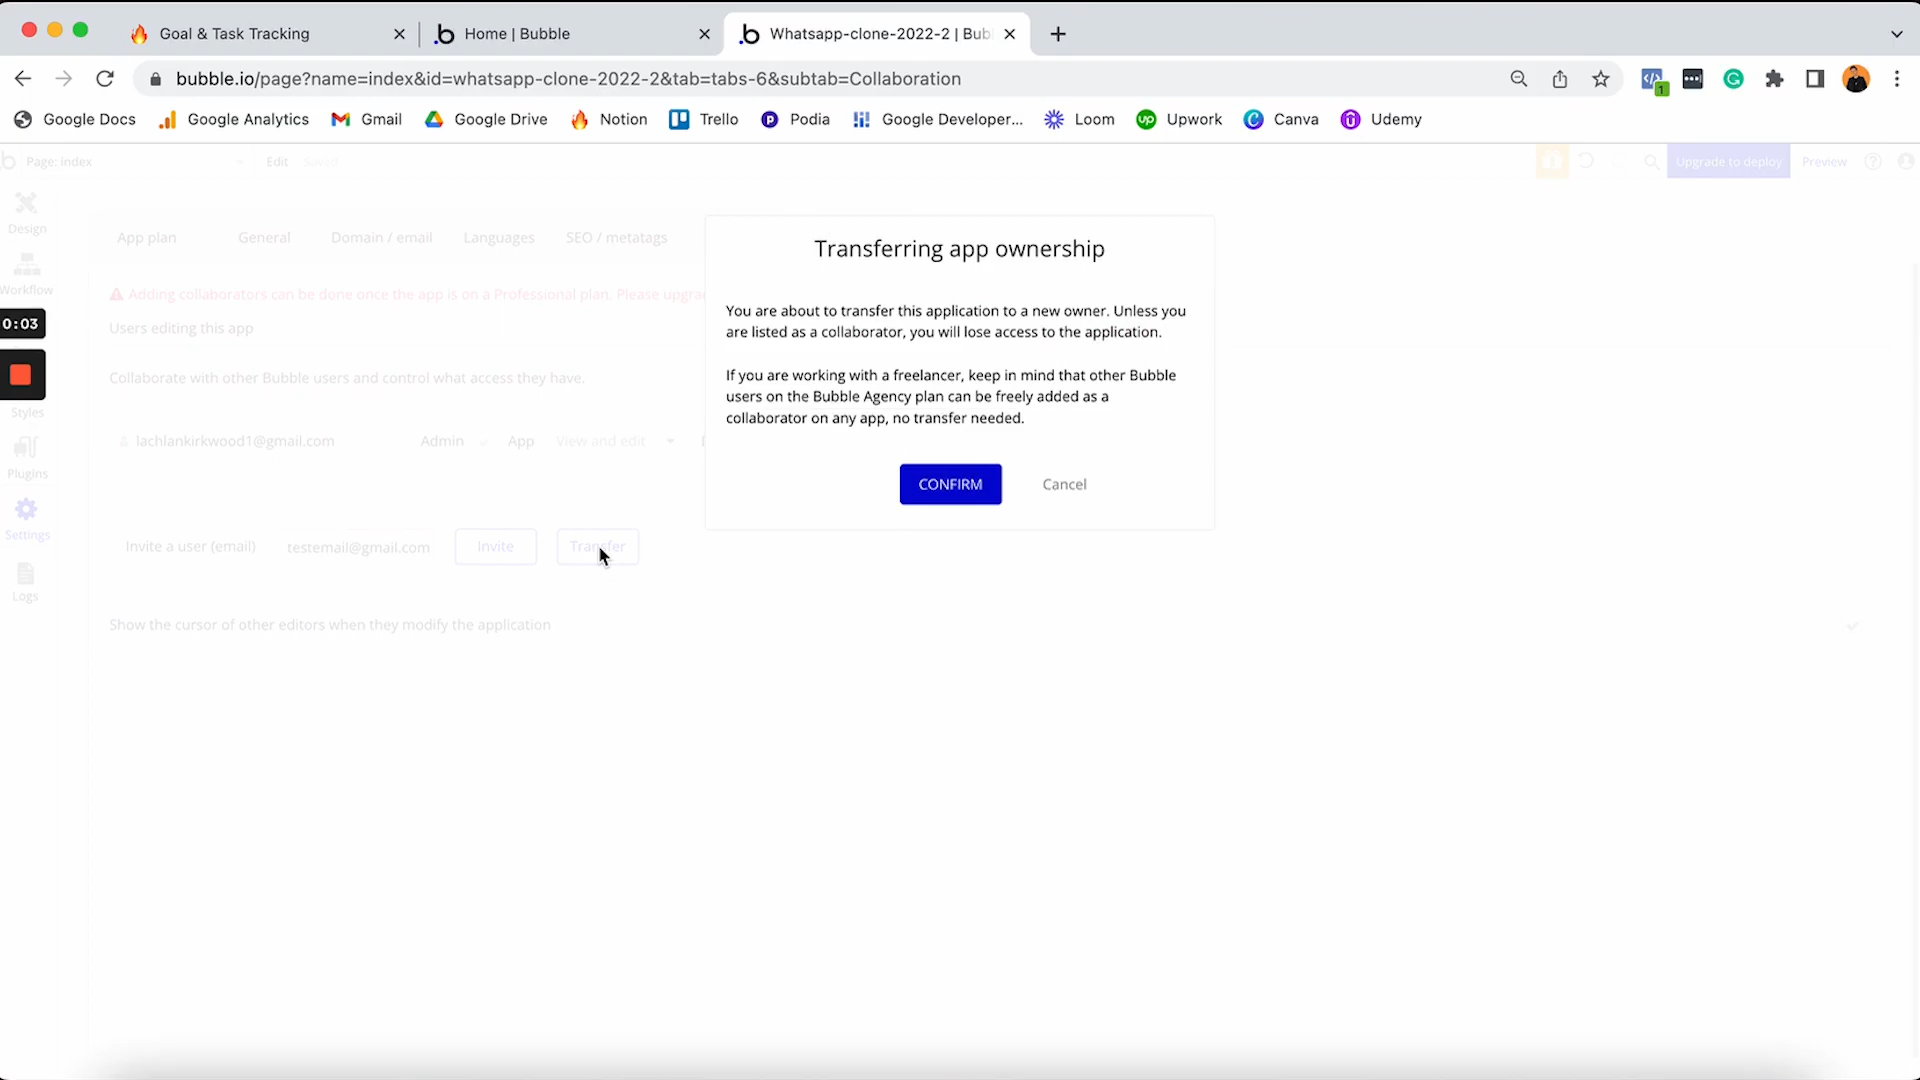 Goal & Task Tracking
Home | Bubble
Whatsapp-clone-2022-2 | Bub
bubble.io/page?name=index&id=whatsapp-clone-2022-2&tab=tabs-6&subtab=Collaboration
1
Google Docs Google Analytics Gmail Google Drive Notion Trello Podia Google Developer... Loom Upwork Canva Udemy
Page: index Edit Saved Upgrade to deploy Preview
Design
Workflow
0:03
Styles
Plugins
Settings
Logs
App plan General Domain / email Languages SEO / metatags
Adding collaborators can be done once the app is on a Professional plan. Please upgra
Users editing this app
Collaborate with other Bubble users and control what access they have.
lachlankirkwood1@gmail.com Admin App View and edit
Invite a user (email) testemail@gmail.com Invite Transfer
Show the cursor of other editors when they modify the application
Transferring app ownership
You are about to transfer this application to a new owner. Unless you
are listed as a collaborator, you will lose access to the application.
If you are working with a freelancer, keep in mind that other Bubble
users on the Bubble Agency plan can be freely added as a
collaborator on any app, no transfer needed.
CONFIRM Cancel